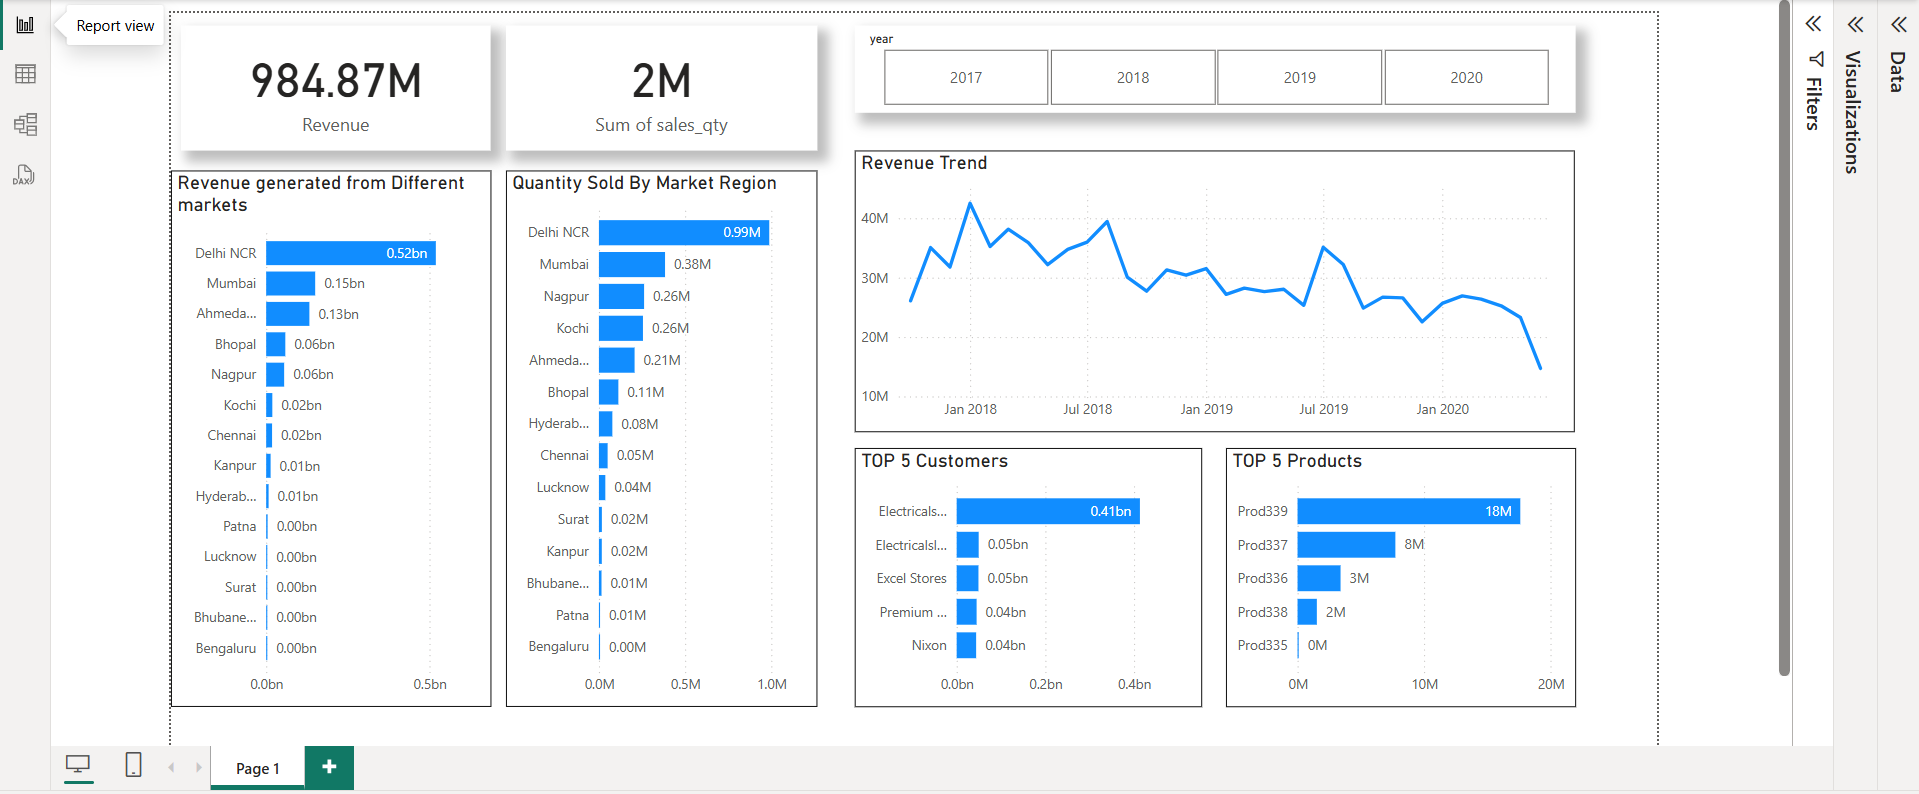 Report view
984.87M
Revenue
2M
Sum of sales_qty
year
2017
2018
2019
2020
Revenue generated from Different
markets
Delhi NCR 0.52bn
Mumbai 0.15bn
Ahmeda... 0.13bn
Bhopal 0.06bn
Nagpur 0.06bn
Kochi 0.02bn
Chennai 0.02bn
Kanpur 0.01bn
Hyderab... 0.01bn
Patna 0.00bn
Lucknow 0.00bn
Surat 0.00bn
Bhubane... 0.00bn
Bengaluru 0.00bn
0.0bn 0.5bn
Quantity Sold By Market Region
Delhi NCR 0.99M
Mumbai 0.38M
Nagpur 0.26M
Kochi 0.26M
Ahmeda... 0.21M
Bhopal 0.11M
Hyderab... 0.08M
Chennai 0.05M
Lucknow 0.04M
Surat 0.02M
Kanpur 0.02M
Bhubane... 0.01M
Patna 0.01M
Bengaluru 0.00M
0.0M 0.5M 1.0M
Revenue Trend
40M
30M
20M
10M
Jan 2018 Jul 2018 Jan 2019 Jul 2019 Jan 2020
TOP 5 Customers
Electricals... 0.41bn
Electricalsl... 0.05bn
Excel Stores 0.05bn
Premium ... 0.04bn
Nixon 0.04bn
0.0bn 0.2bn 0.4bn
TOP 5 Products
Prod339 18M
Prod337 8M
Prod336 3M
Prod338 2M
Prod335 0M
0M 10M 20M
Filters
Visualizations
Data
DAX
Page 1